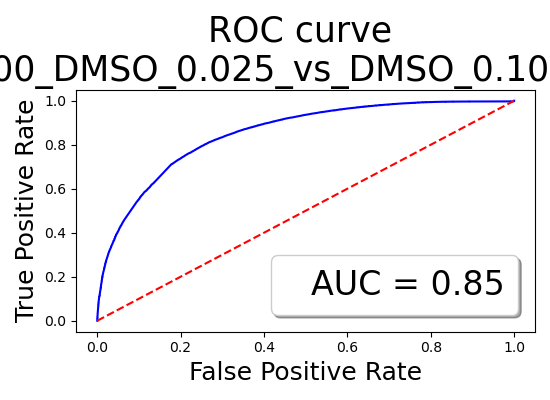 ROC curve
00_DMSO_0.025_vs_DMSO_0.10
True Positive Rate
1.0
0.8
0.6
0.4
0.2
0.0
AUC = 0.85
0.0 0.2 0.4 0.6 0.8 1.0
False Positive Rate